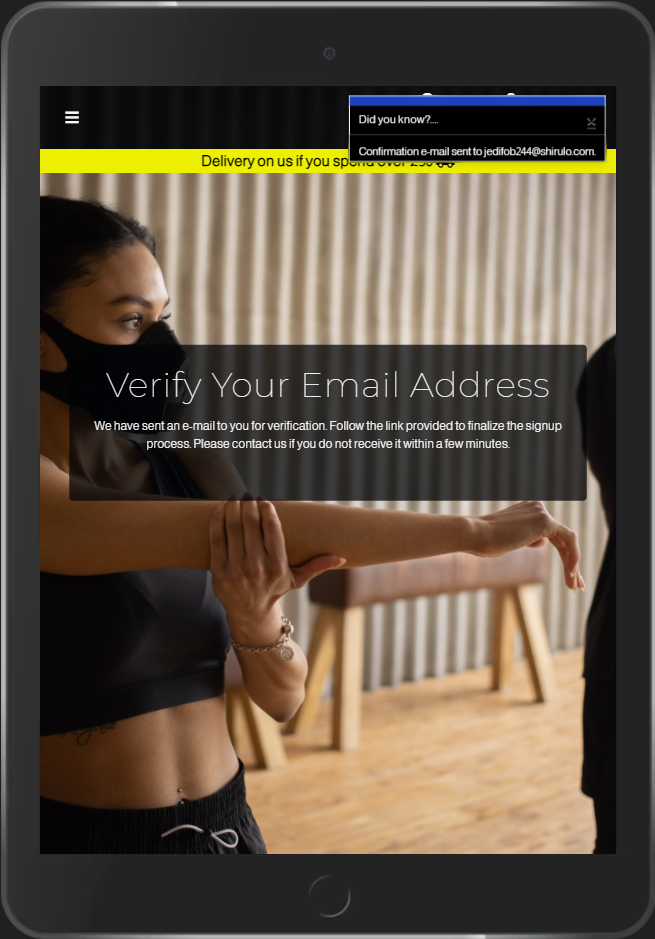 Did you know?....
Confirmation e-mail sent to jedifob244@shirulo.com.
Delivery on us if you spend over £50
Verify Your Email Address
We have sent an e-mail to you for verification. Follow the link provided to finalize the signup
process. Please contact us if you do not receive it within a few minutes.